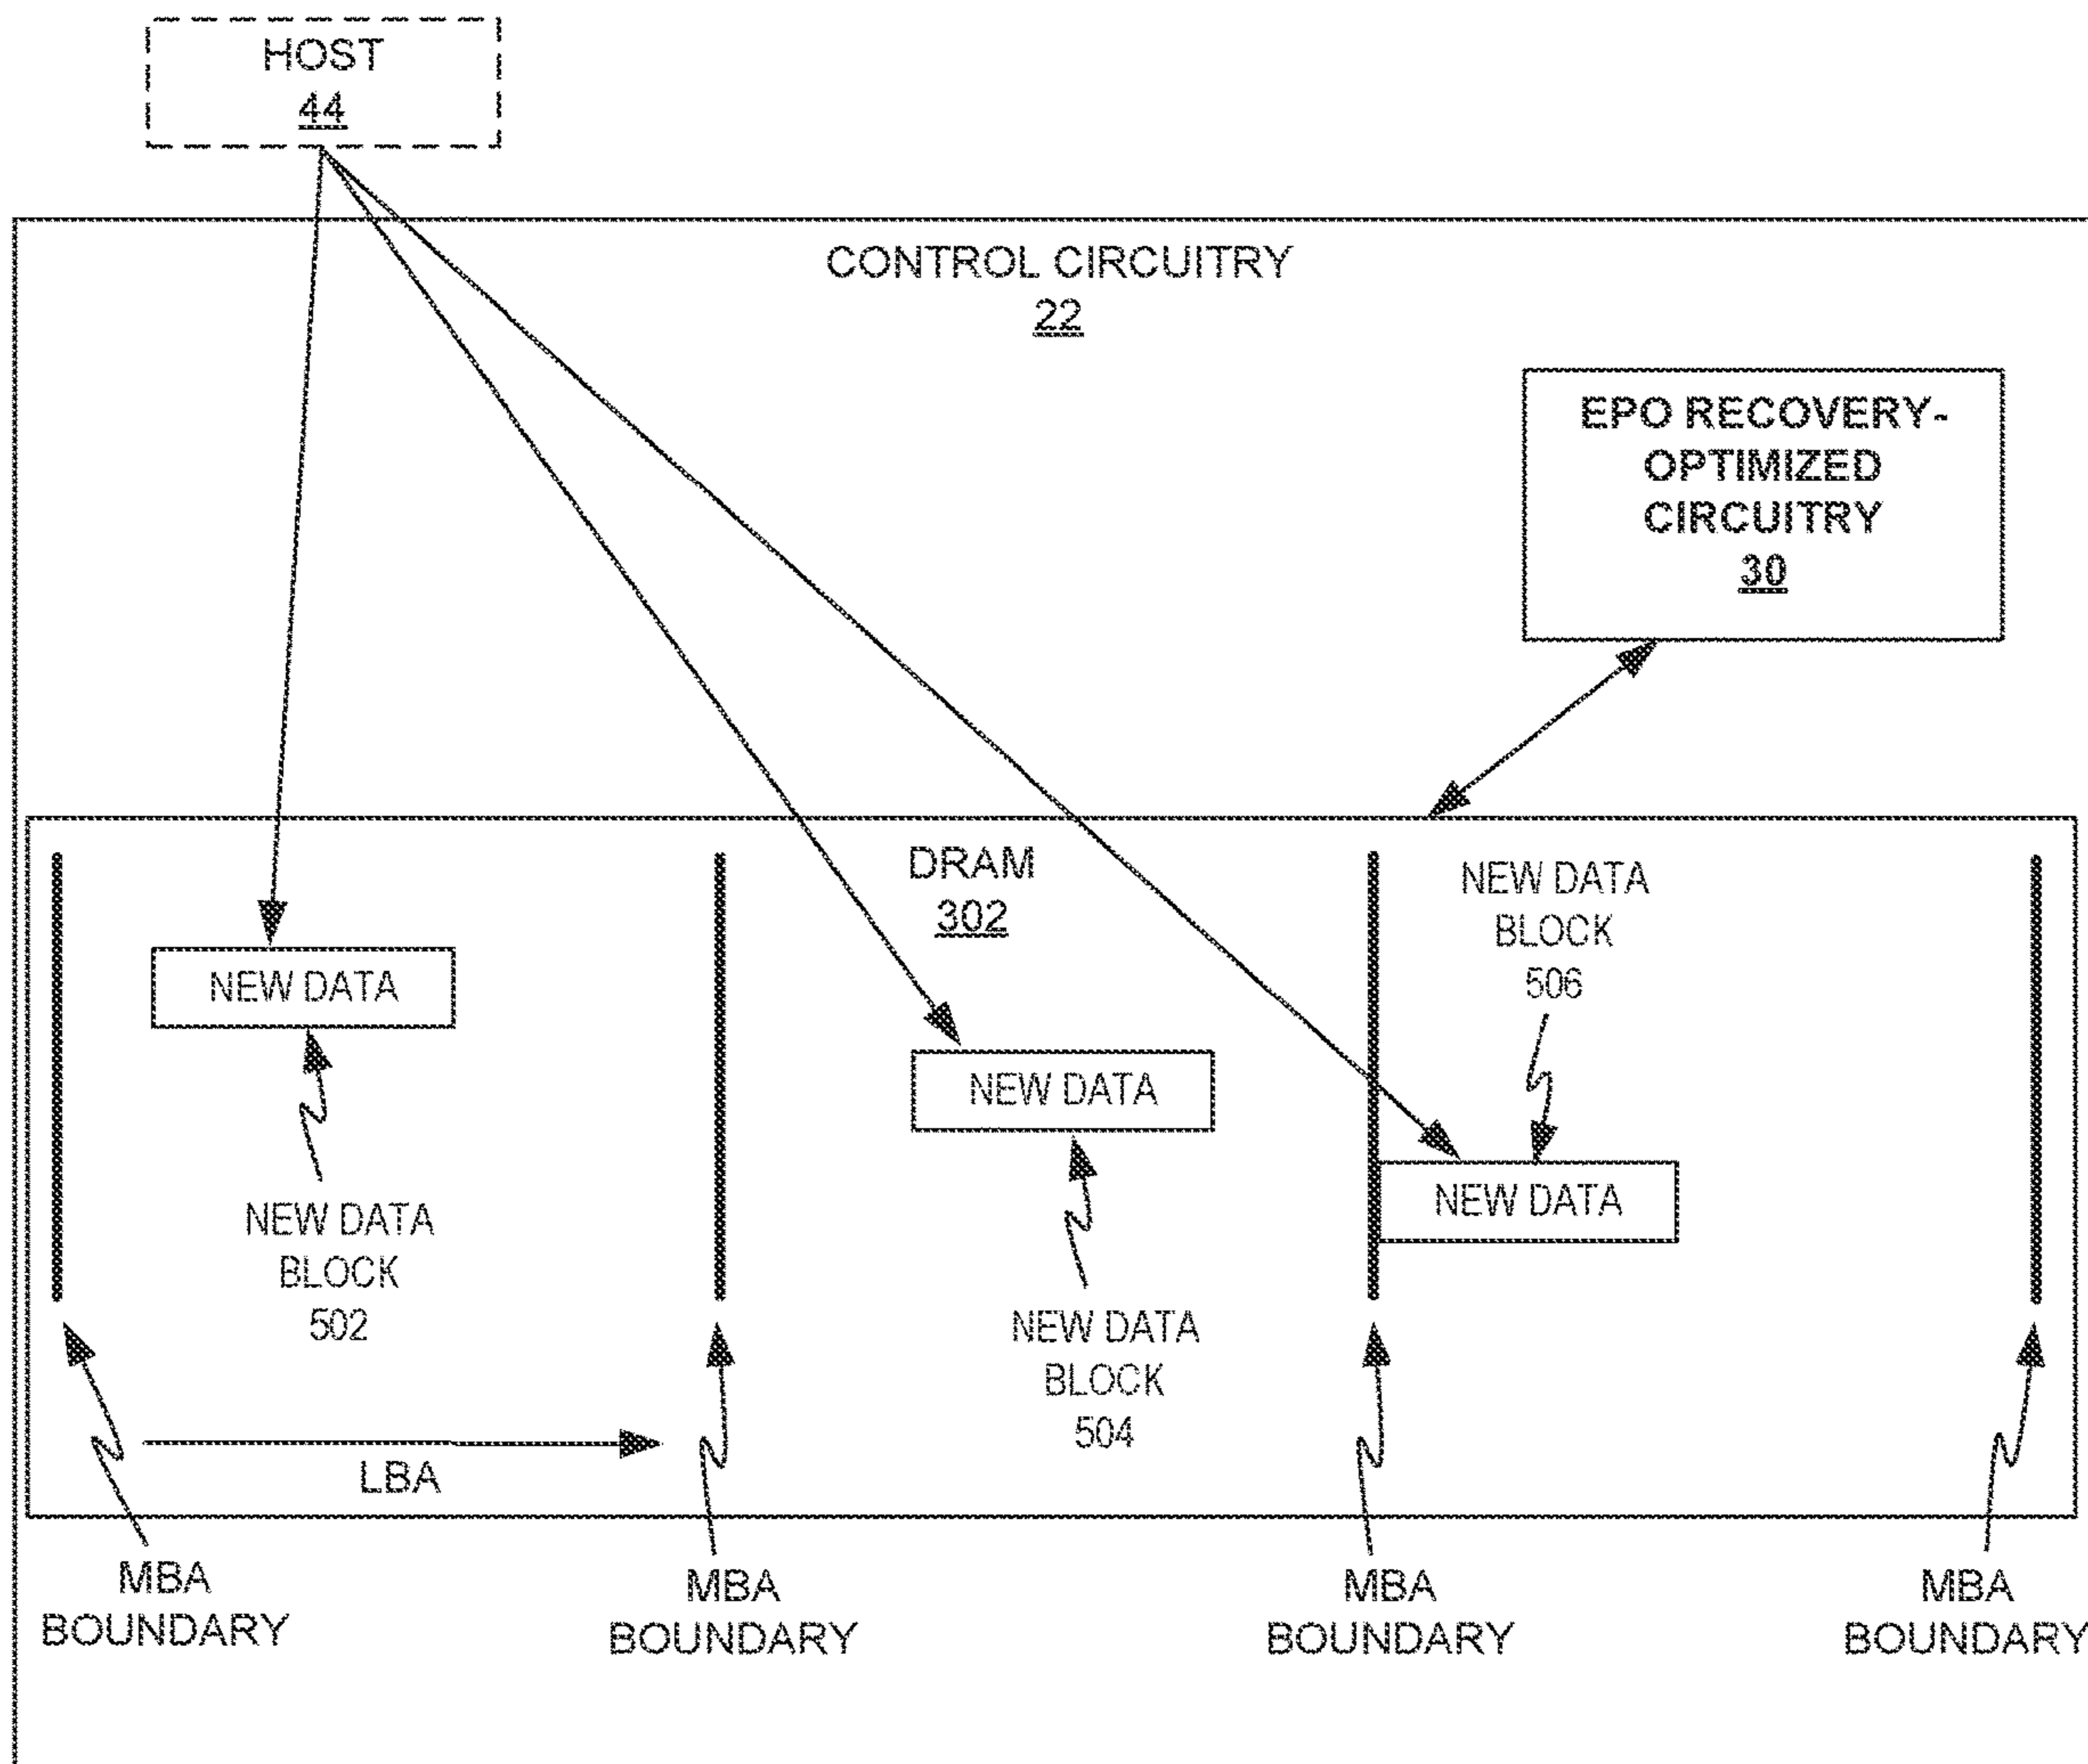 HOST
44
CONTROL CIRCUITRY
22
EPO RECOVERY-
OPTIMIZED
CIRCUITRY
30
DRAM
302
NEW DATA
BLOCK
506
NEW DATA
NEW DATA
NEW DATA
NEW DATA
BLOCK
502
NEW DATA
BLOCK
504
LBA
MBA
BOUNDARY
MBA
BOUNDARY
MBA
BOUNDARY
MBA
BOUNDARY